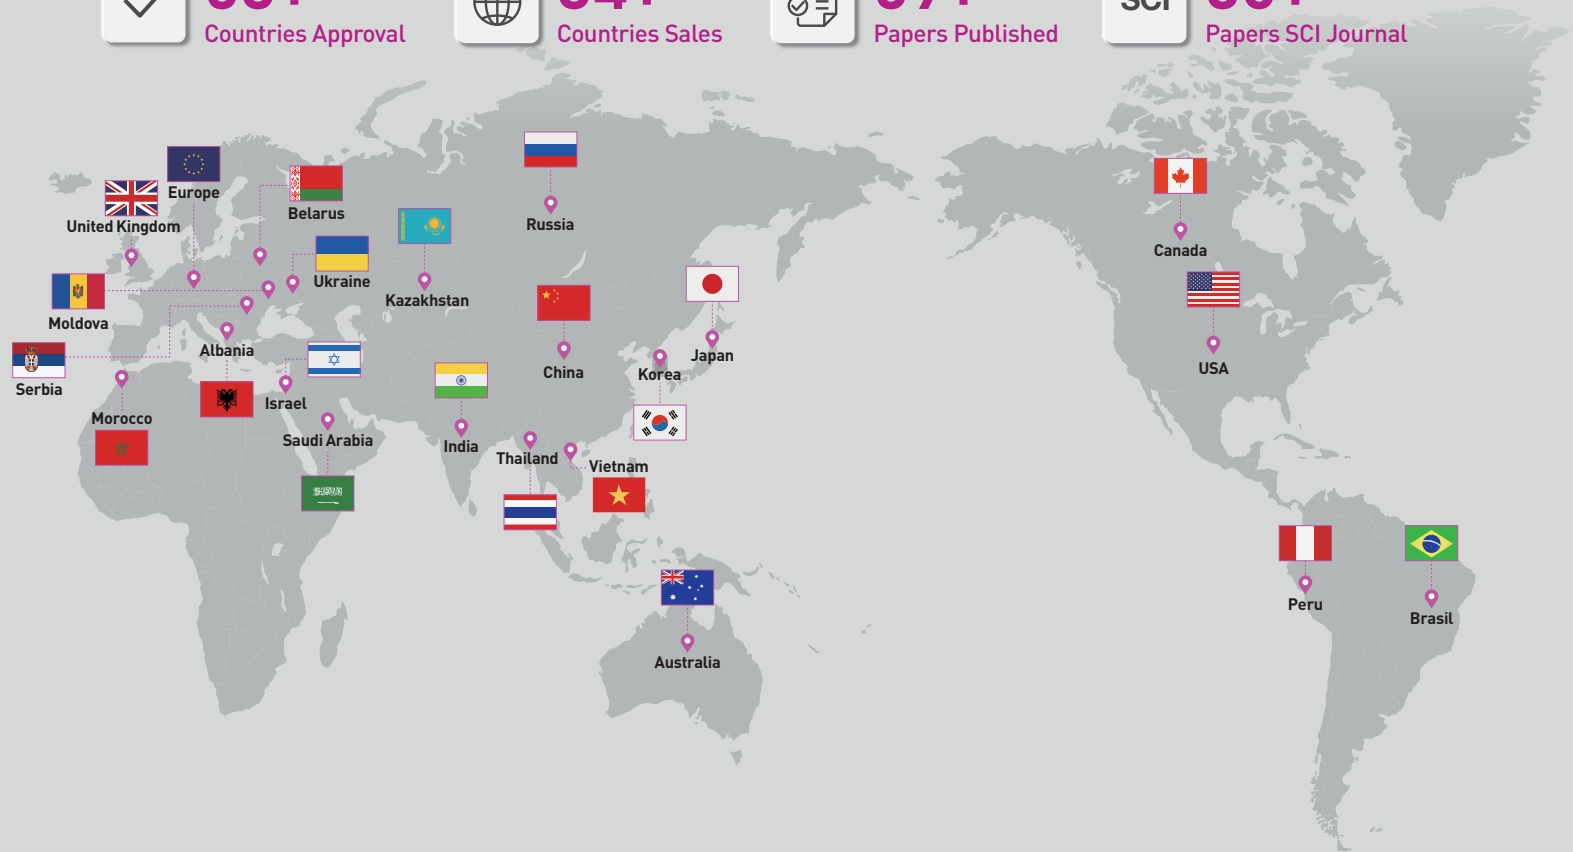 Countries Approval
Countries Sales
Papers Published
SCI
Papers SCI Journal
Europe
United Kingdom
Belarus
Russia
Canada
Ukraine
Kazakhstan
Moldova
Albania
China
Korea
Japan
USA
Serbia
Israel
Morocco
Saudi Arabia
India
Thailand
Vietnam
Peru
Brasil
Australia